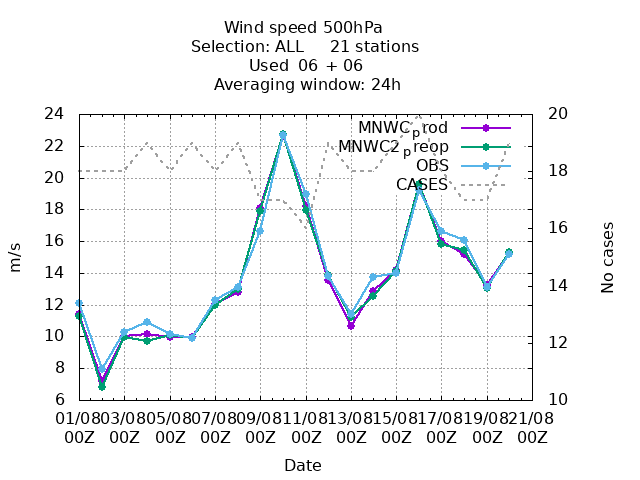 Wind speed 500hPa
Selection: ALL 21 stations
Used 06 + 06
Averaging window: 24h
24 22 20 18 16 14 12 10 8 6
m/s
20 18 16 14 12 10
No cases
MNWCprod
MNWC2preop
OBS
CASES
01/08 03/08 05/08 07/08 09/08 11/08 13/08 15/08 17/08 19/08 21/08
00Z 00Z 00Z 00Z 00Z 00Z 00Z 00Z 00Z 00Z 00Z
Date